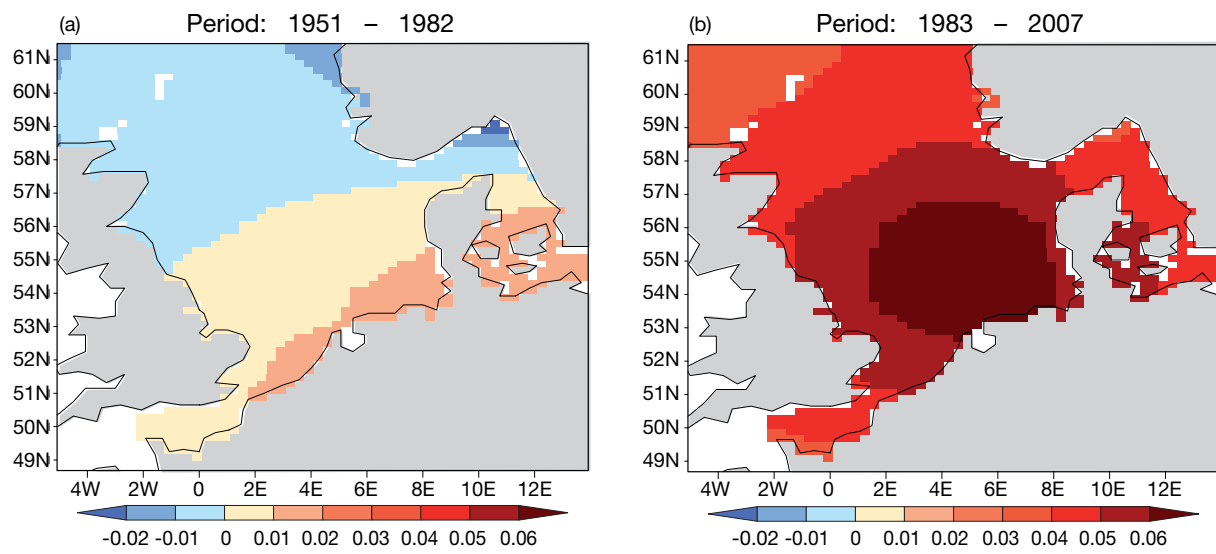 (a) Period: 1951 – 1982
61N
60N
59N
58N
57N
56N
55N
54N
53N
52N
51N
50N
49N
4W 2W 0 2E 4E 6E 8E 10E 12E
-0.02 -0.01 0 0.01 0.02 0.03 0.04 0.05 0.06
(b) Period: 1983 – 2007
61N
60N
59N
58N
57N
56N
55N
54N
53N
52N
51N
50N
49N
4W 2W 0 2E 4E 6E 8E 10E 12E
-0.02 -0.01 0 0.01 0.02 0.03 0.04 0.05 0.06